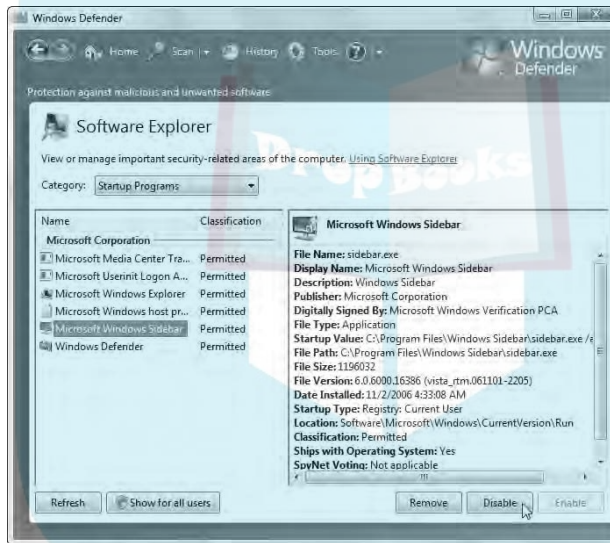 Windows Defender
Home Scan History Tools
Windows
Defender
Protection against malicious and unwanted software
Software Explorer
View or manage important security-related areas of the computer. Using Software Explorer
Category: Startup Programs
Name Classification
Microsoft Corporation
Microsoft Media Center Tra... Permitted
Microsoft Userinit Logon A... Permitted
Microsoft Windows Explorer Permitted
Microsoft Windows host pr... Permitted
Microsoft Windows Sidebar Permitted
Windows Defender Permitted
Microsoft Windows Sidebar
File Name: sidebar.exe
Display Name: Microsoft Windows Sidebar
Description: Windows Sidebar
Publisher: Microsoft Corporation
Digitally Signed By: Microsoft Windows Verification PCA
File Type: Application
Startup Value: C:\Program Files\Windows Sidebar\sidebar.exe /a
File Path: C:\Program Files\Windows Sidebar\sidebar.exe
File Size: 1196032
File Version: 6.0.6000.16386 (vista_rtm.061101-2205)
Date Installed: 11/2/2006 4:33:08 AM
Startup Type: Registry: Current User
Location: Software\Microsoft\Windows\CurrentVersion\Run
Classification: Permitted
Ships with Operating System: Yes
SpyNet Voting: Not applicable
Refresh Show for all users Remove Disable Enable
Drop Books